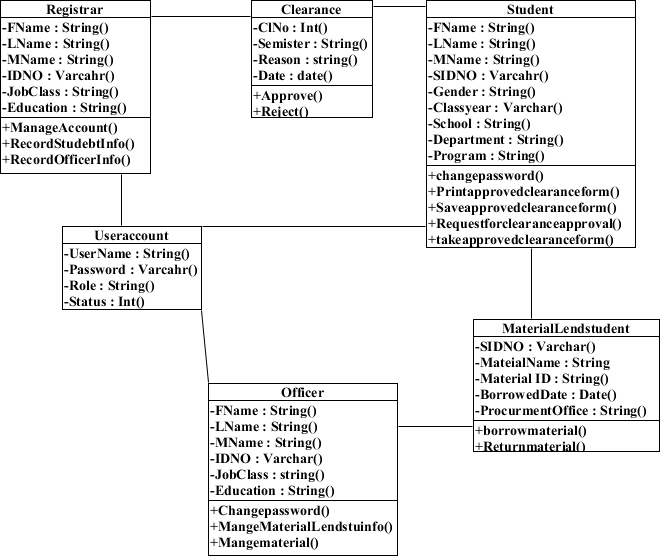 Registrar
-FName : String()
-LName : String()
-MName : String()
-IDNO : Varcahr()
-JobClass : String()
-Education : String()
+ManageAccount()
+RecordStudebtInfo()
+RecordOfficerInfo()
Clearance
-ClNo : Int()
-Semister : String()
-Reason : string()
-Date : date()
+Approve()
+Reject()
Student
-FName : String()
-LName : String()
-MName : String()
-SIDNO : Varcahr()
-Gender : String()
-Classyear : Varchar()
-School : String()
-Department : String()
-Program : String()
+changepassword()
+Printapprovedclearanceform()
+Saveapprovedclearanceform()
+Requestforclearanceapproval()
+takeapprovedclearanceform()
Useraccount
-UserName : String()
-Password : Varcahr()
-Role : String()
-Status : Int()
MaterialLendstudent
-SIDNO : Varchar()
-MateialName : String
-Material ID : String()
-BorrowedDate : Date()
-ProcurmentOffice : String()
+borrowmaterial()
+Returnmaterial()
Officer
-FName : String()
-LName : String()
-MName : String()
-IDNO : Varchar()
-JobClass : string()
-Education : String()
+Changepassword()
+MangeMaterialLendstuinfo()
+Mangematerial()